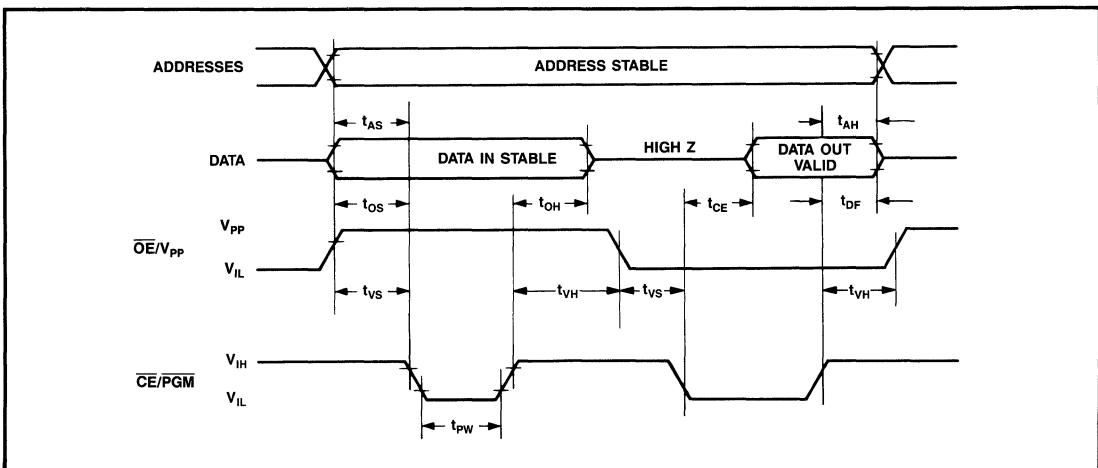 ADDRESSES
ADDRESS STABLE
tAS
tAH
DATA
DATA IN STABLE
HIGH Z
DATA OUT
VALID
tOS
tOH
tCE
tDF
OE/VPP
VPP
VIL
tVS
tVH
tVS
tVH
CE/PGM
VIH
VIL
tPW